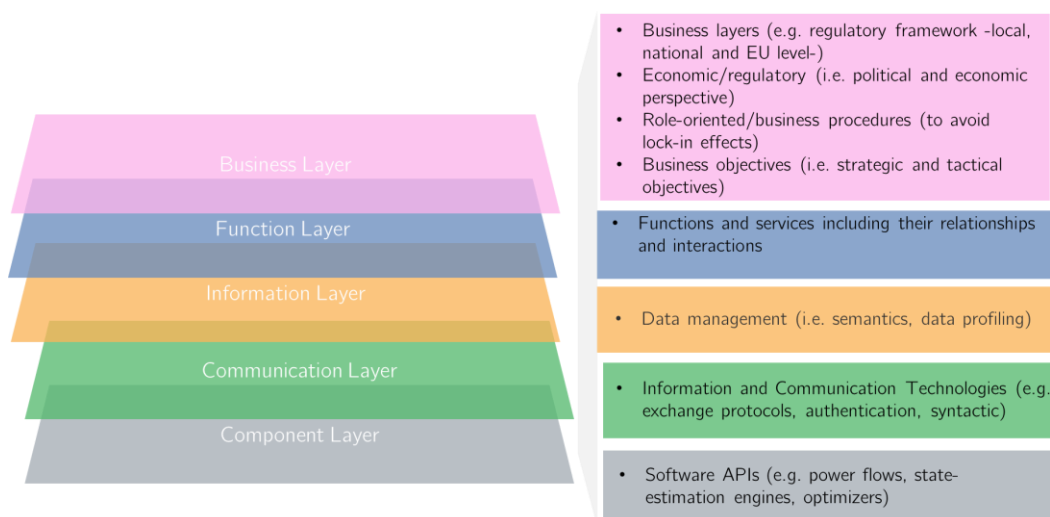 Business Layer
Function Layer
Information Layer
Communication Layer
Component Layer
• Business layers (e.g. regulatory framework -local,
national and EU level-)
• Economic/regulatory (i.e. political and economic
perspective)
• Role-oriented/business procedures (to avoid
lock-in effects)
• Business objectives (i.e. strategic and tactical
objectives)
• Functions and services including their relationships
and interactions
• Data management (i.e. semantics, data profiling)
• Information and Communication Technologies (e.g.
exchange protocols, authentication, syntactic)
• Software APIs (e.g. power flows, state-
estimation engines, optimizers)